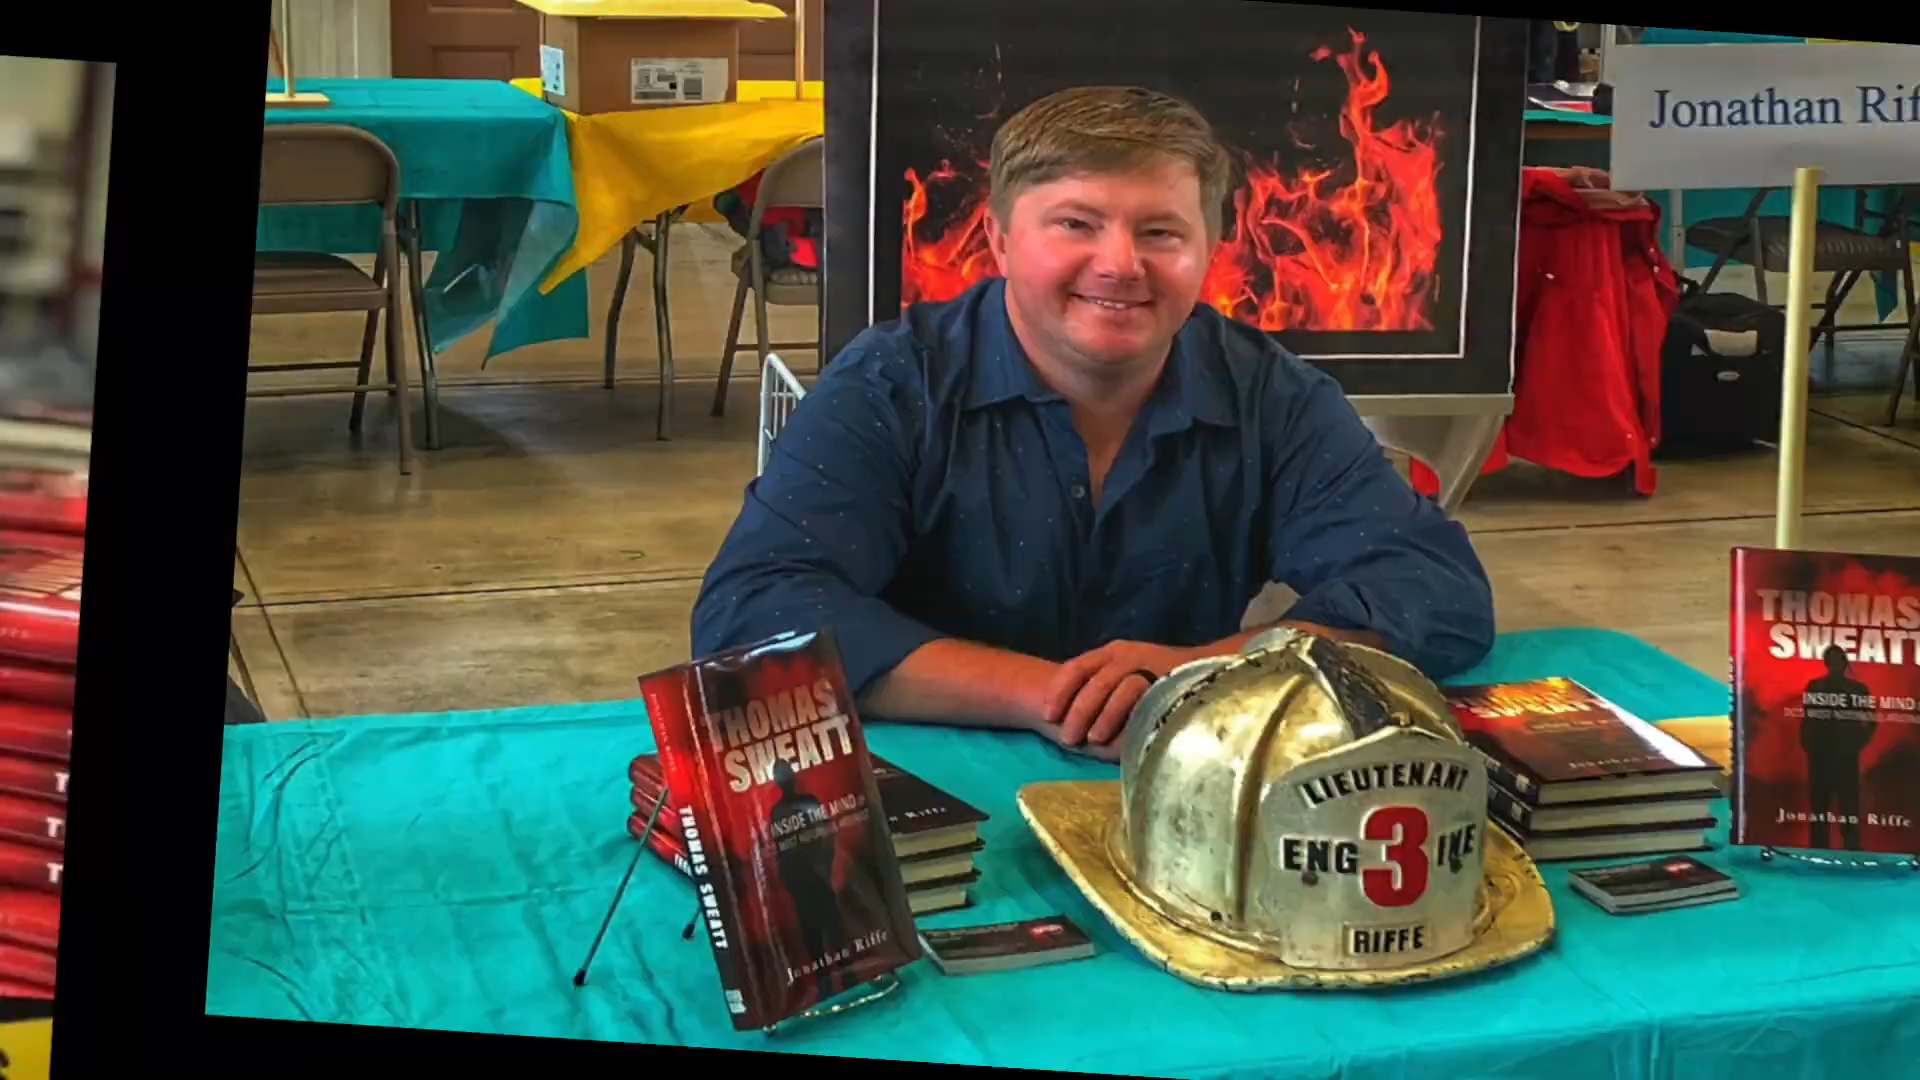 Jonathan Rif
THOMAS
SWEATT
INSIDE THE MIND
Jonathan Riffe
THOMAS SWEATT
LIEUTENANT
ENG 3 INE
RIFFE
Jonathan
THOMAS
SWEATT
INSIDE THE MIND
Jonathan Riffe
T
T
T
T